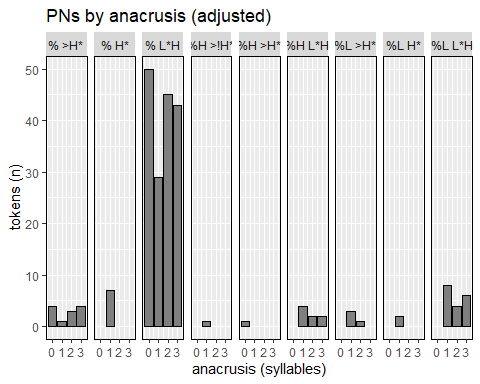 PNs by anacrusis (adjusted)
% >H* % H* % L*H %H >!H* %H >H* %H L*H %L >H* %L H* %L L*H
50
40
30
20
10
0
tokens (n)
0 1 2 3 0 1 2 3 0 1 2 3 0 1 2 3 0 1 2 3 0 1 2 3 0 1 2 3 0 1 2 3 0 1 2 3
anacrusis (syllables)